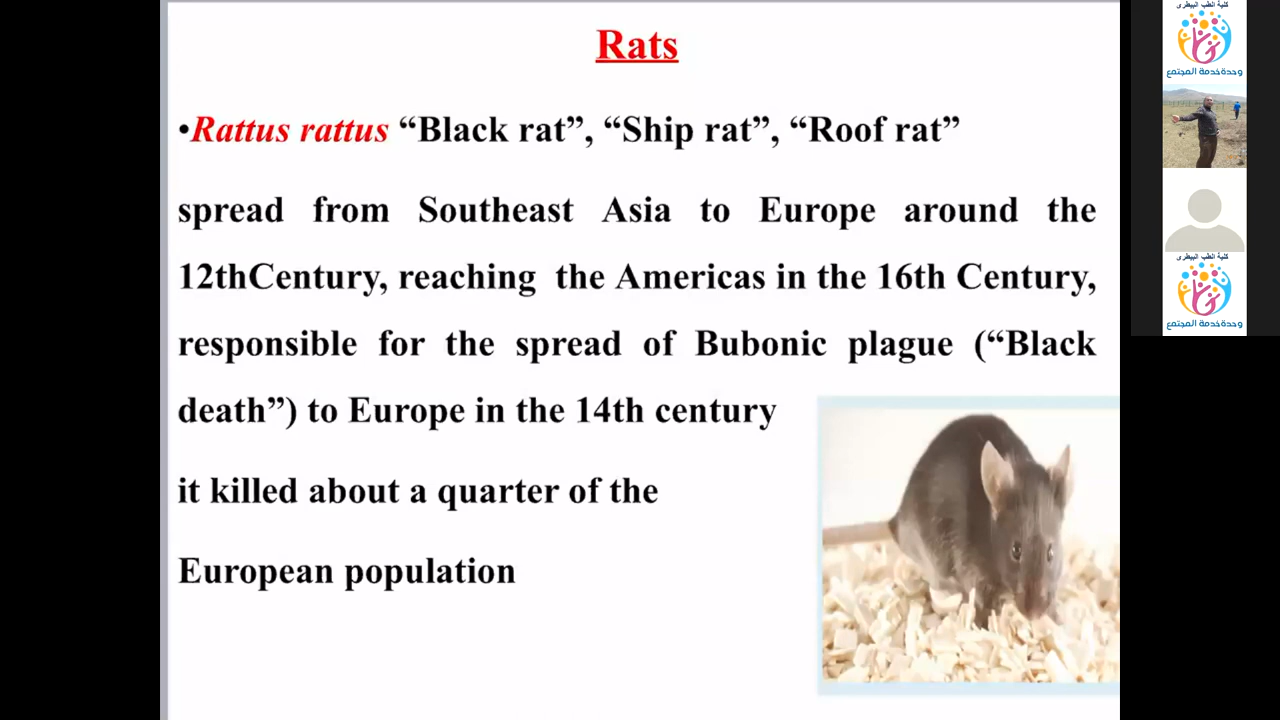 Rats
•Rattus rattus “Black rat”, “Ship rat”, “Roof rat”
spread from Southeast Asia to Europe around the
12thCentury, reaching the Americas in the 16th Century,
responsible for the spread of Bubonic plague (“Black
death”) to Europe in the 14th century
it killed about a quarter of the
European population
كلية الطب البيطرى
وحدة خدمة المجتمع
كلية الطب البيطرى
وحدة خدمة المجتمع